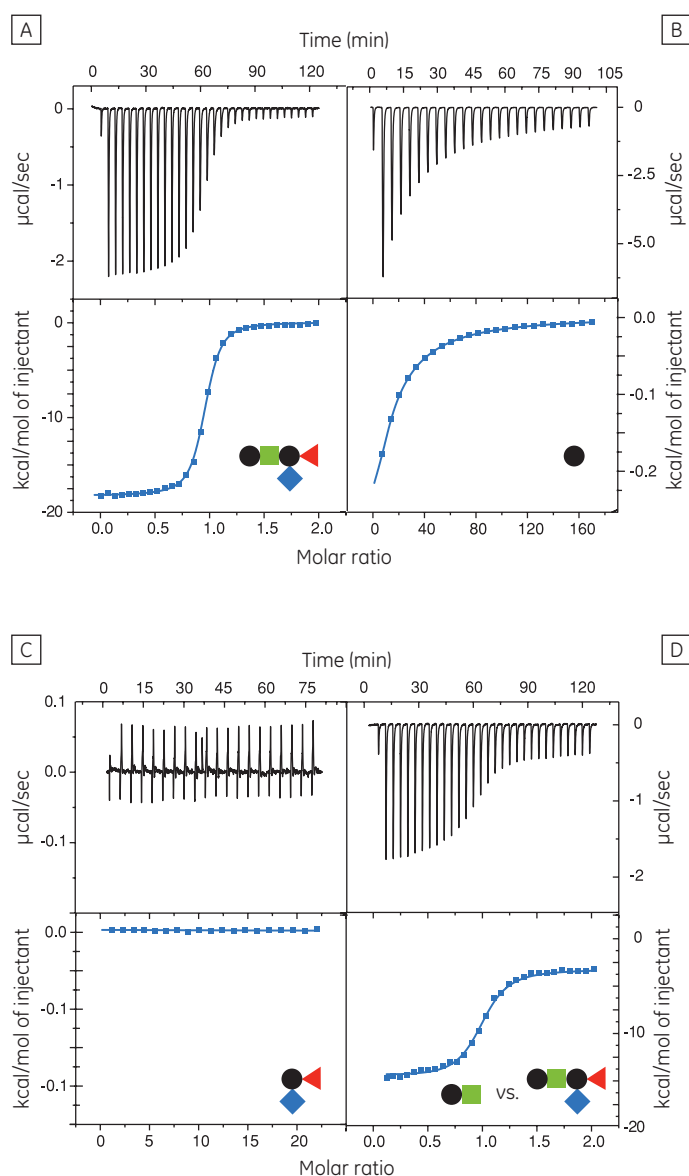 A
B
Time (min)
0 30 60 90 120
0 15 30 45 60 75 90 105
0
-1
-2
µcal/sec
0
-2.5
-5.0
µcal/sec
0
-10
-20
kcal/mol of injectant
0.0
-0.1
-0.2
kcal/mol of injectant
0.0 0.5 1.0 1.5 2.0
0 40 80 120 160
Molar ratio
C
D
Time (min)
0 15 30 45 60 75
0 30 60 90 120
0.1
0.0
-0.1
µcal/sec
0
-1
-2
µcal/sec
0.0
-0.1
-0.1
kcal/mol of injectant
0
-10
-20
kcal/mol of injectant
vs.
0 5 10 15 20
0.0 0.5 1.0 1.5 2.0
Molar ratio